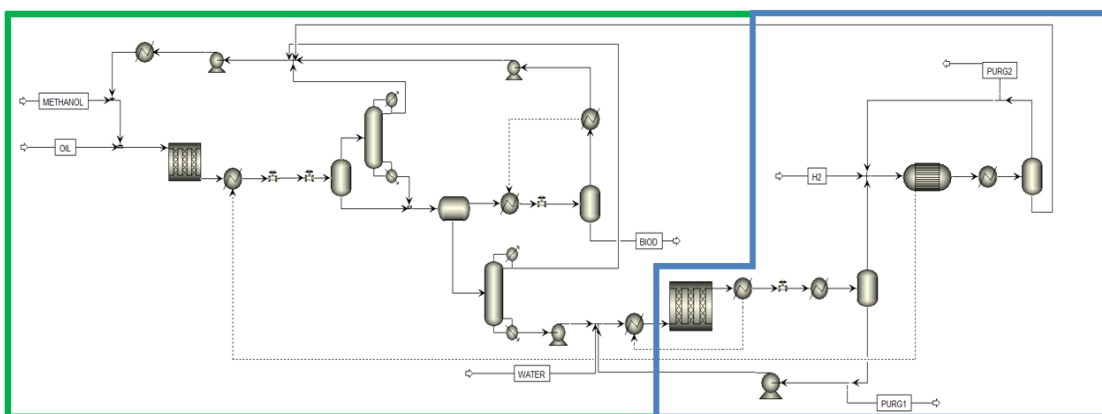 PURG2
METHANOL
OIL
H2
BIOD
WATER
PURG1